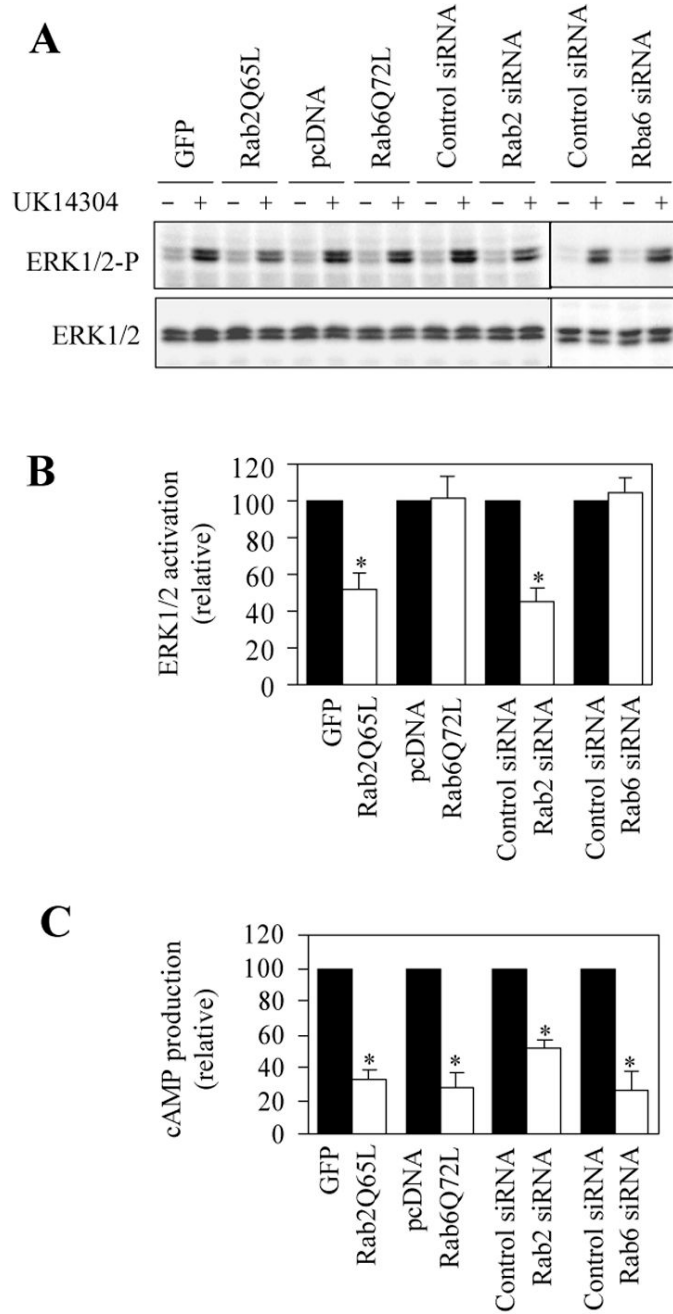 A
GFP
Rab2Q65L
pcDNA
Rab6Q72L
Control siRNA
Rab2 siRNA
Control siRNA
Rba6 siRNA
UK14304 – + – + – + – + – + – + – + – +
ERK1/2-P
ERK1/2
B
ERK1/2 activation
(relative)
120
100
80
60
40
20
0
* *
GFP
Rab2Q65L
pcDNA
Rab6Q72L
Control siRNA
Rab2 siRNA
Control siRNA
Rab6 siRNA
C
cAMP production
(relative)
120
100
80
60
40
20
0
* * * *
GFP
Rab2Q65L
pcDNA
Rab6Q72L
Control siRNA
Rab2 siRNA
Control siRNA
Rab6 siRNA